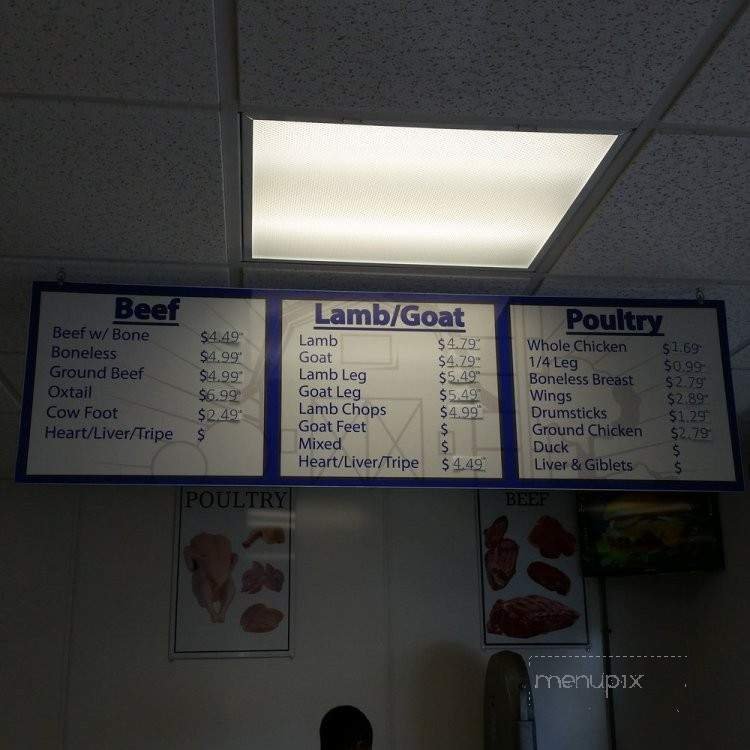 Beef
Beef w/ Bone $4.49
Boneless $4.99
Ground Beef $4.99
Oxtail $6.99
Cow Foot $2.49
Heart/Liver/Tripe $
Lamb/Goat
Lamb $4.79
Goat $4.79
Lamb Leg $5.49
Goat Leg $5.49
Lamb Chops $4.99
Goat Feet $
Mixed $
Heart/Liver/Tripe $4.49
Poultry
Whole Chicken $1.69
1/4 Leg $0.99
Boneless Breast $2.79
Wings $2.89
Drumsticks $1.29
Ground Chicken $2.79
Duck $
Liver & Giblets $
POULTRY
BEEF
menupix